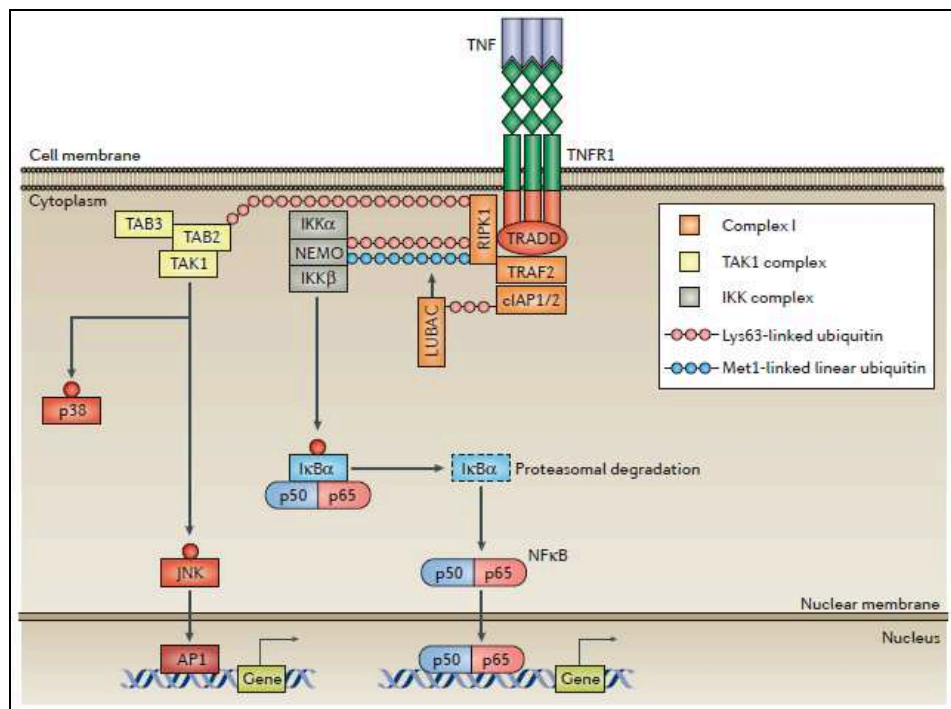 TNF
Cell membrane
TNFR1
Cytoplasm
TAB3
TAB2
TAK1
IKKα
NEMO
IKKβ
RIPK1
TRADD
TRAF2
cIAP1/2
LUBAC
Complex I
TAK1 complex
IKK complex
Lys63-linked ubiquitin
Met1-linked linear ubiquitin
p38
IκBα
p50 p65
IκBα
Proteasomal degradation
JNK
p50 p65
NFκB
Nuclear membrane
Nucleus
AP1
Gene
p50 p65
Gene